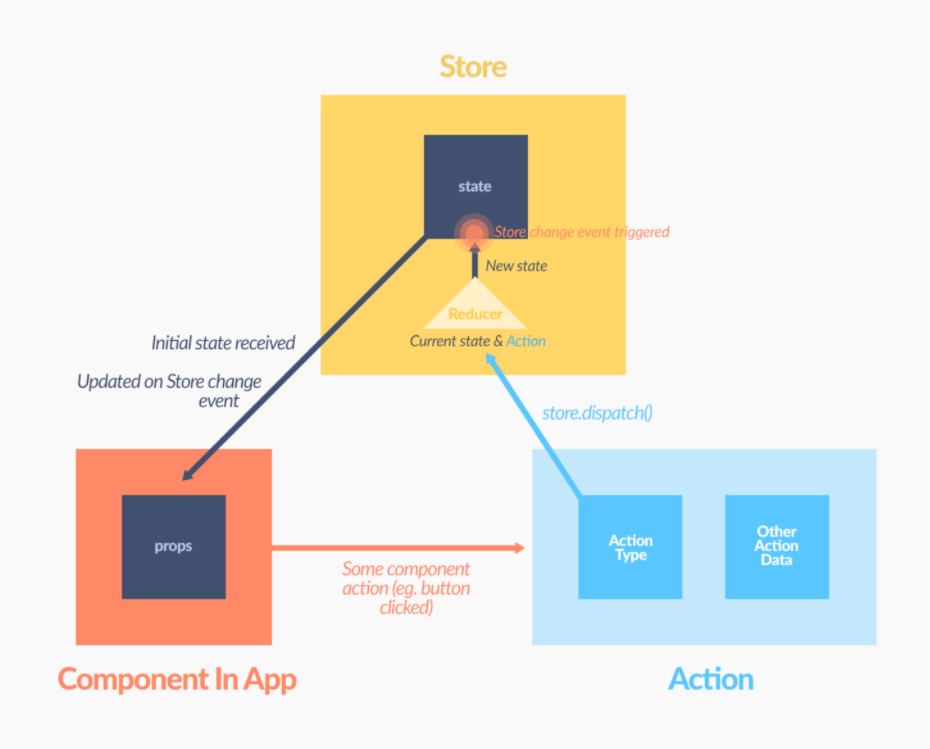 Store
state
Store change event triggered
New state
Reducer
Current state & Action
Initial state received
Updated on Store change
event
store.dispatch()
props
Some component
action (eg. button
clicked)
Action
Type
Other
Action
Data
Component In App
Action